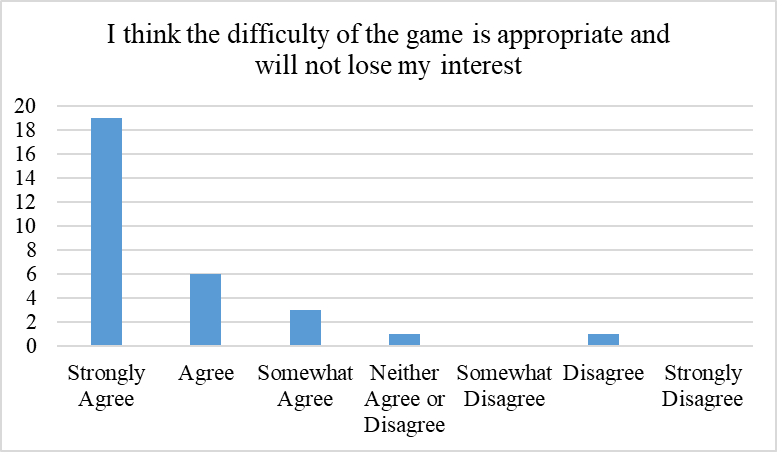 I think the difficulty of the game is appropriate and
will not lose my interest
20
18
16
14
12
10
8
6
4
2
0
Strongly Agree
Agree
Somewhat Agree
Neither Agree or Disagree
Somewhat Disagree
Disagree
Strongly Disagree